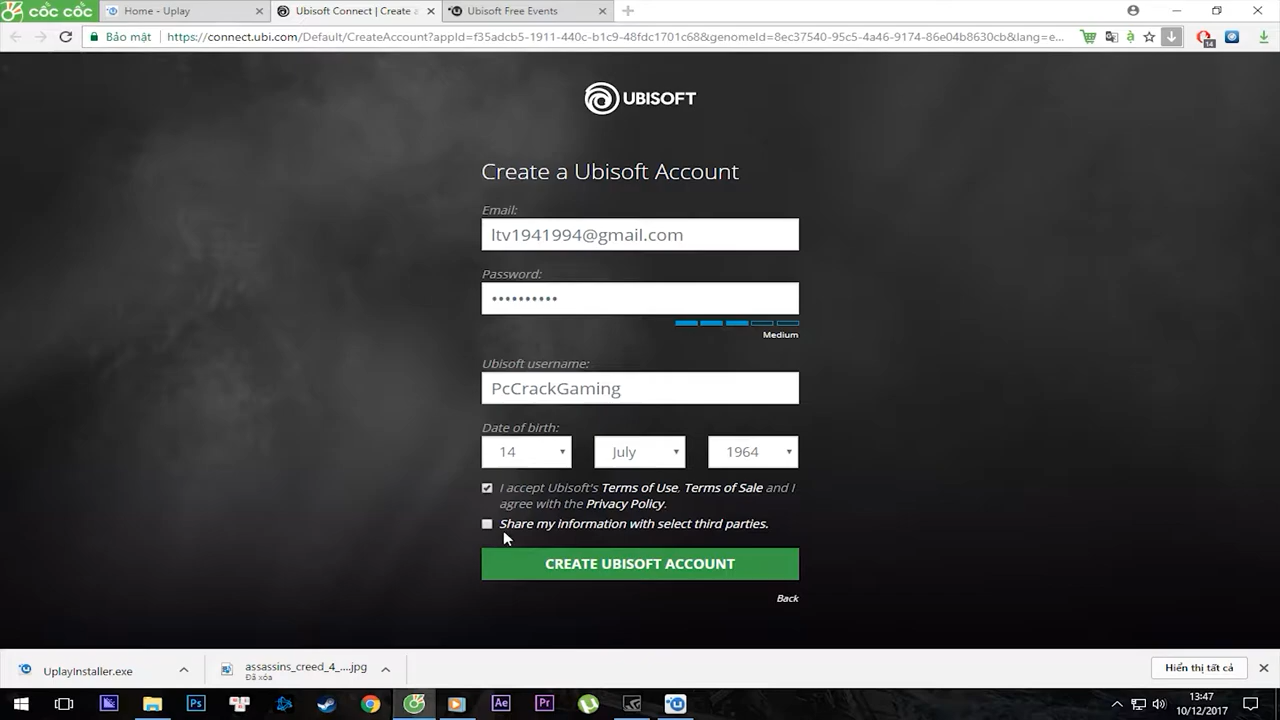 cốc cốc
Home - Uplay
Ubisoft Connect | Create a
Ubisoft Free Events
Bảo mật
https://connect.ubi.com/Default/CreateAccount?appId=f35adcb5-1911-440c-b1c9-48fdc1701c68&genomeId=8ec37540-95c5-4a46-9174-86e04b8630cb&lang=e...
14
UBISOFT
Create a Ubisoft Account
Email:
ltv1941994@gmail.com
Password:
••••••••••
Medium
Ubisoft username:
PcCrackGaming
Date of birth:
14 July 1964
I accept Ubisoft's Terms of Use, Terms of Sale and I
agree with the Privacy Policy.
Share my information with select third parties.
CREATE UBISOFT ACCOUNT
Back
UplayInstaller.exe
assassins_creed_4_....jpg
Đã xóa
Hiển thị tất cả
Ps
Ae
Pr
13:47
10/12/2017